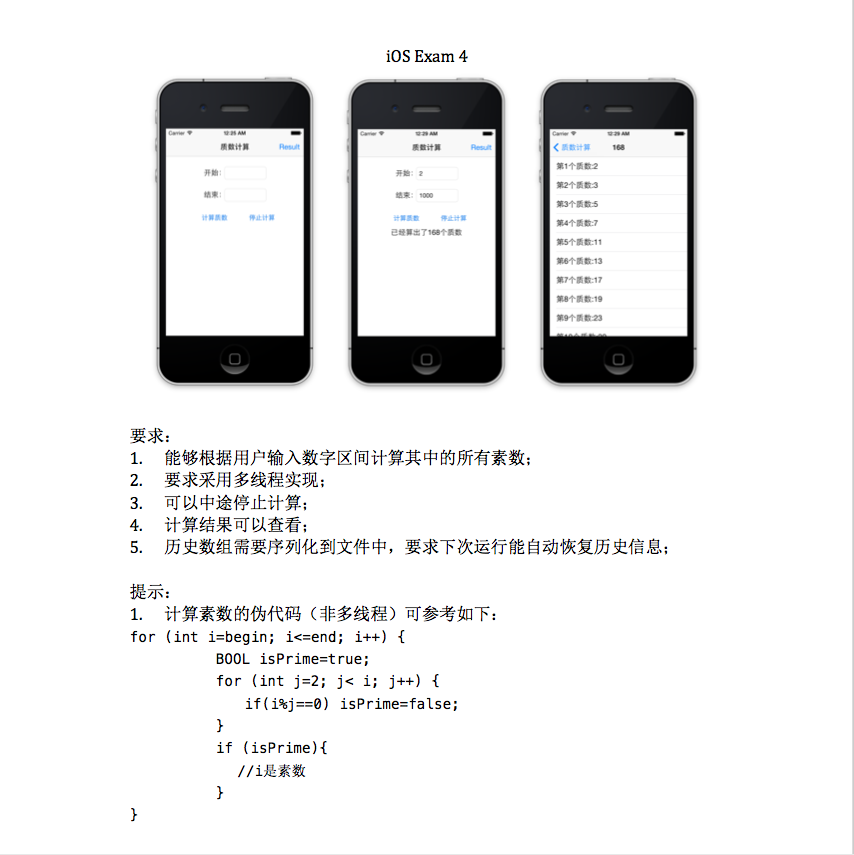 iOS Exam 4
Carrier 12:25 AM
质数计算 Result
开始：
结束：
计算质数 停止计算
Carrier 12:29 AM
质数计算 Result
开始： 2
结束： 1000
计算质数 停止计算
已经算出了168个质数
Carrier 12:29 AM
质数计算 168
第1个质数:2
第2个质数:3
第3个质数:5
第4个质数:7
第5个质数:11
第6个质数:13
第7个质数:17
第8个质数:19
第9个质数:23
要求：
1. 能够根据用户输入数字区间计算其中的所有素数；
2. 要求采用多线程实现；
3. 可以中途停止计算；
4. 计算结果可以查看；
5. 历史数组需要序列化到文件中，要求下次运行能自动恢复历史信息；
提示：
1. 计算素数的伪代码（非多线程）可参考如下：
for (int i=begin; i<=end; i++) {
BOOL isPrime=true;
for (int j=2; j< i; j++) {
if(i%j==0) isPrime=false;
}
if (isPrime){
//i是素数
}
}